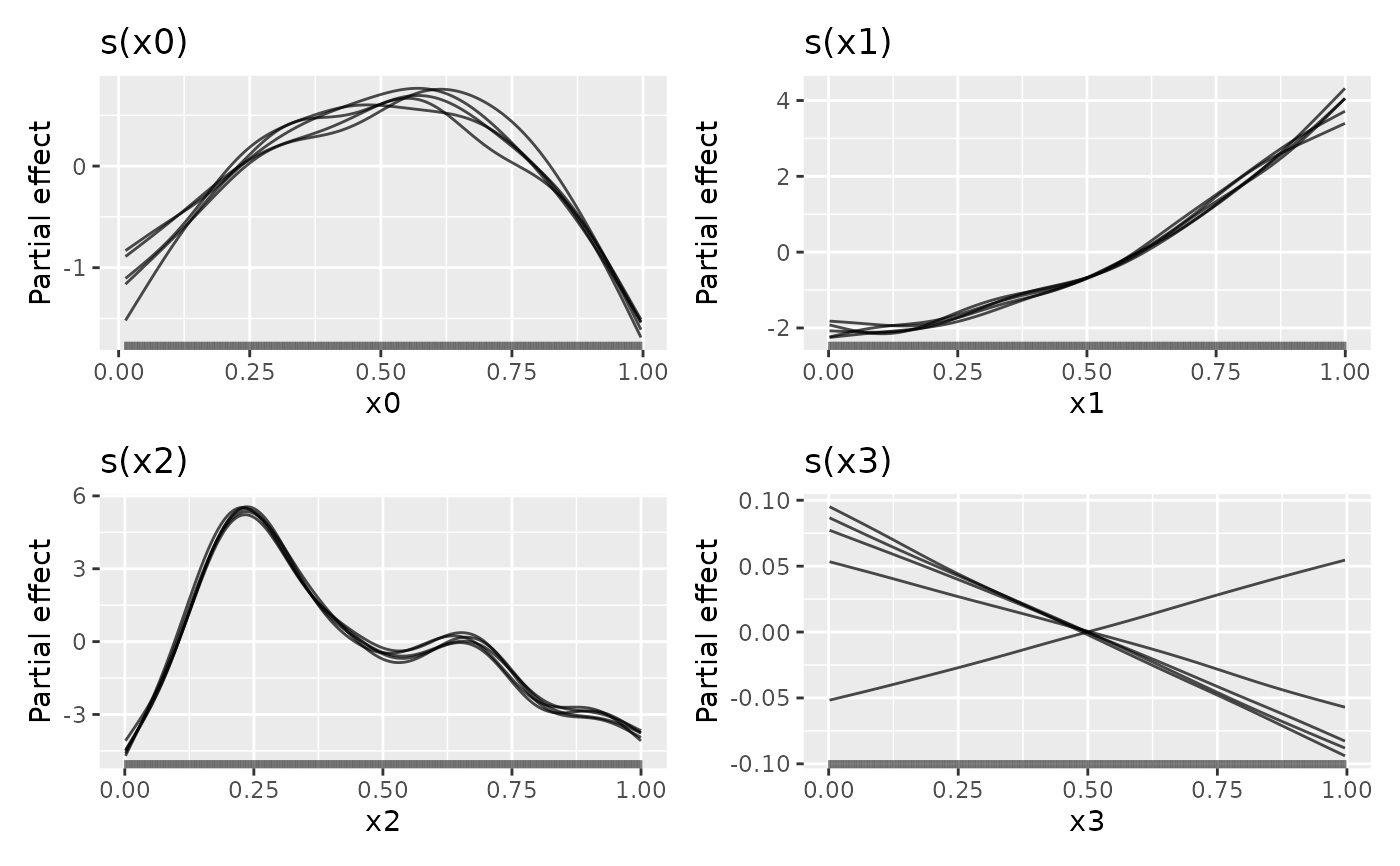 s(x0)
Partial effect
0
-1
0.00 0.25 0.50 0.75 1.00
x0
s(x1)
Partial effect
4
2
0
-2
0.00 0.25 0.50 0.75 1.00
x1
s(x2)
Partial effect
6
3
0
-3
0.00 0.25 0.50 0.75 1.00
x2
s(x3)
Partial effect
0.10
0.05
0.00
-0.05
-0.10
0.00 0.25 0.50 0.75 1.00
x3